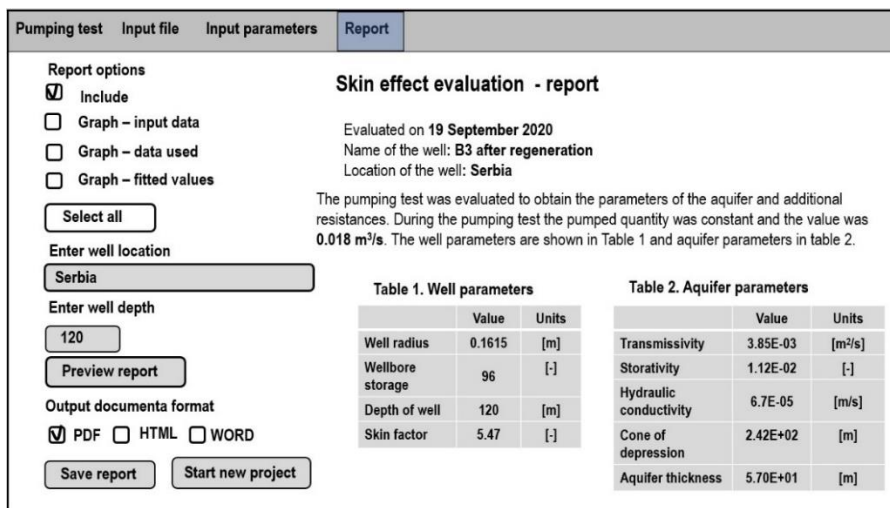 Pumping test Input file Input parameters Report
Report options
Include
Graph – input data
Graph – data used
Graph – fitted values
Select all
Enter well location
Serbia
Enter well depth
120
Preview report
Output documenta format
PDF HTML WORD
Save report Start new project
Skin effect evaluation - report
Evaluated on 19 September 2020
Name of the well: B3 after regeneration
Location of the well: Serbia
The pumping test was evaluated to obtain the parameters of the aquifer and additional
resistances. During the pumping test the pumped quantity was constant and the value was
0.018 m³/s. The well parameters are shown in Table 1 and aquifer parameters in table 2.
Table 1. Well parameters
Value Units
Well radius 0.1615 [m]
Wellbore
storage 96 [-]
Depth of well 120 [m]
Skin factor 5.47 [-]
Table 2. Aquifer parameters
Value Units
Transmissivity 3.85E-03 [m²/s]
Storativity 1.12E-02 [-]
Hydraulic
conductivity 6.7E-05 [m/s]
Cone of
depression 2.42E+02 [m]
Aquifer thickness 5.70E+01 [m]